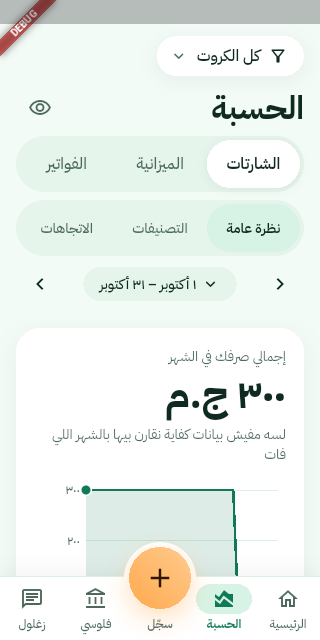 DEBUG
كل الكروت
الحسبة
الشارتات
الميزانية
الفواتير
نظرة عامة
التصنيفات
الاتجاهات
١ أكتوبر – ٣١ أكتوبر
إجمالي صرفك في الشهر
٣٠٠ ج.م
لسه مفيش بيانات كفاية نقارن بيها بالشهر اللي
فات
٣٠٠
٢٠٠
الرئيسية
الحسبة
سجّل
فلوسي
زغلول